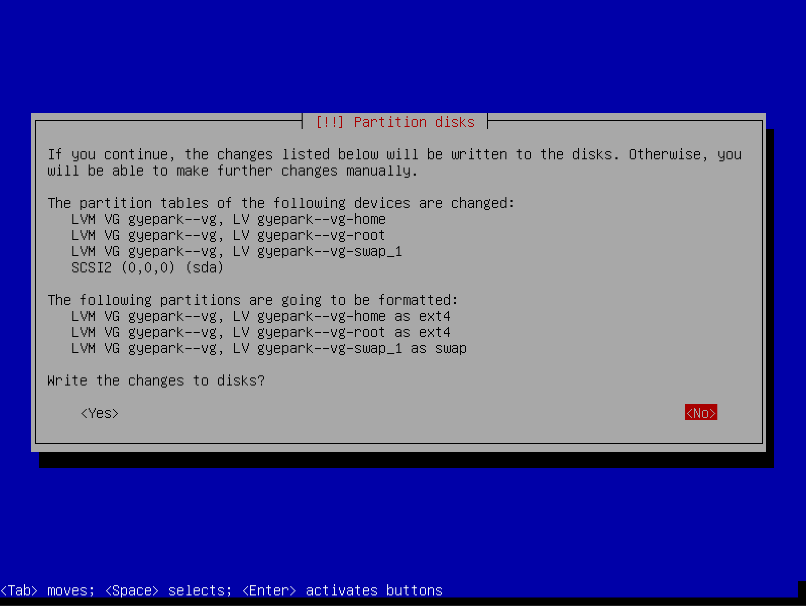 [!!] Partition disks
If you continue, the changes listed below will be written to the disks. Otherwise, you
will be able to make further changes manually.
The partition tables of the following devices are changed:
LVM VG gyepark--vg, LV gyepark--vg-home
LVM VG gyepark--vg, LV gyepark--vg-root
LVM VG gyepark--vg, LV gyepark--vg-swap_1
SCSI2 (0,0,0) (sda)
The following partitions are going to be formatted:
LVM VG gyepark--vg, LV gyepark--vg-home as ext4
LVM VG gyepark--vg, LV gyepark--vg-root as ext4
LVM VG gyepark--vg, LV gyepark--vg-swap_1 as swap
Write the changes to disks?
<Yes> <No>
<Tab> moves; <Space> selects; <Enter> activates buttons